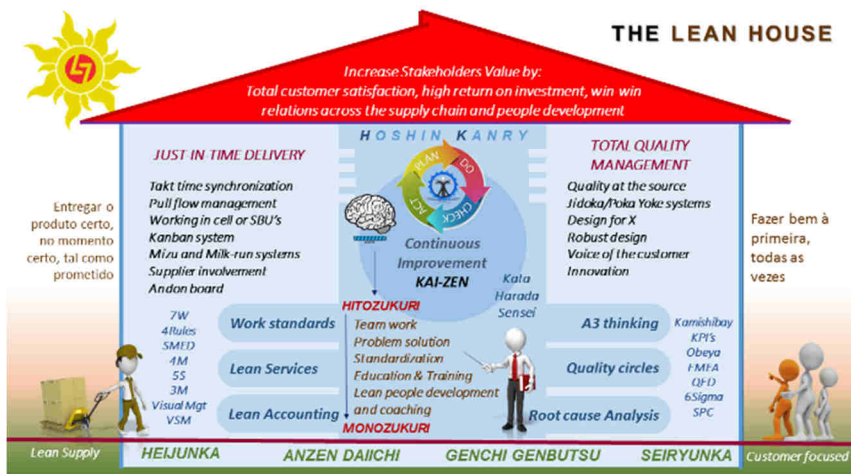 THE LEAN HOUSE
Increase Stakeholders Value by:
Total customer satisfaction, high return on investment, win-win
relations across the supply chain and people development
HOSHIN KANRY
JUST-IN-TIME DELIVERY
Takt time synchronization
Pull flow management
Working in cell or SBU's
Kanban system
Mizu and Milk-run systems
Supplier involvement
Andon board
PLAN
DO
CHECK
ACT
Continuous
Improvement
KAI-ZEN
TOTAL QUALITY
MANAGEMENT
Quality at the source
Jidoka/Poka Yoke systems
Design for X
Robust design
Voice of the customer
Innovation
Entregar o
produto certo,
no momento
certo, tal como
prometido
Fazer bem à
primeira,
todas as
vezes
7W
4Rules
SMED
4M
5S
3M
Visual Mgt
VSM
Work standards
Lean Services
Lean Accounting
HITOZUKURI
Team work
Problem solution
Standardization
Education & Training
Lean people development
and coaching
MONOZUKURI
Kata
Harada
Sensei
A3 thinking
Quality circles
Root cause Analysis
Kamishibay
KPI's
Obeya
FMEA
QFD
6Sigma
SPC
Lean Supply
HEIJUNKA
ANZEN DAIICHI
GENCHI GENBUTSU
SEIRYUNKA
Customer focused